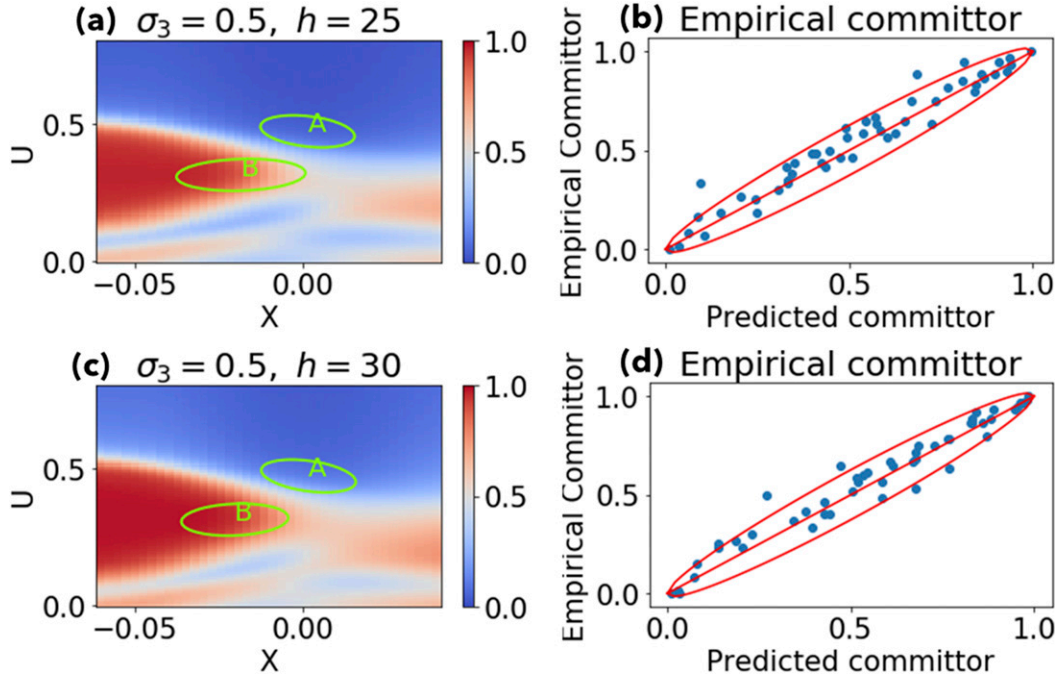 (a) σ₃ = 0.5, h = 25
1.0
0.5
0.0
U
0.5
0.0
A
B
−0.05
0.00
X
(b) Empirical committor
Empirical Committor
1.0
0.5
0.0
0.0
0.5
1.0
Predicted committor
(c) σ₃ = 0.5, h = 30
1.0
0.5
0.0
U
0.5
0.0
A
B
−0.05
0.00
X
(d) Empirical committor
Empirical Committor
1.0
0.5
0.0
0.0
0.5
1.0
Predicted committor